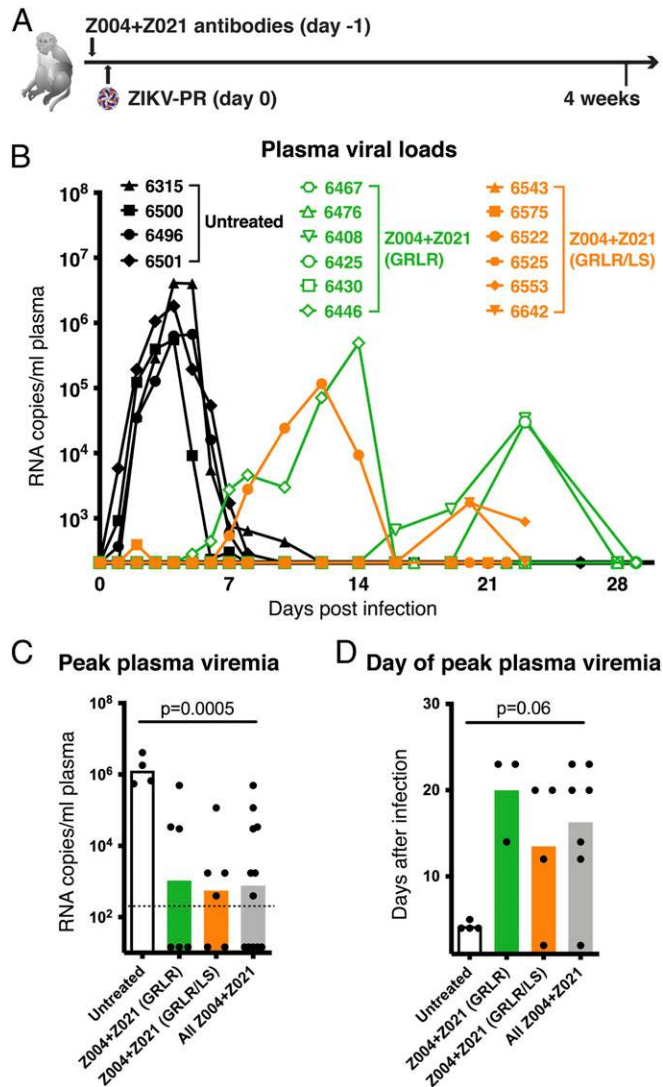 A
Z004+Z021 antibodies (day -1)
ZIKV-PR (day 0)
4 weeks
B
Plasma viral loads
RNA copies/ml plasma
10⁸
10⁷
10⁶
10⁵
10⁴
10³
6315
6500
6496
6501
Untreated
6467
6476
6408
6425
6430
6446
Z004+Z021
(GRLR)
6543
6575
6522
6525
6553
6642
Z004+Z021
(GRLR/LS)
0 7 14 21 28
Days post infection
C
Peak plasma viremia
p=0.0005
RNA copies/ml plasma
10⁸
10⁶
10⁴
10²
Untreated
Z004+Z021 (GRLR)
Z004+Z021 (GRLR/LS)
All Z004+Z021
D
Day of peak plasma viremia
p=0.06
Days after infection
30
20
10
Untreated
Z004+Z021 (GRLR)
Z004+Z021 (GRLR/LS)
All Z004+Z021